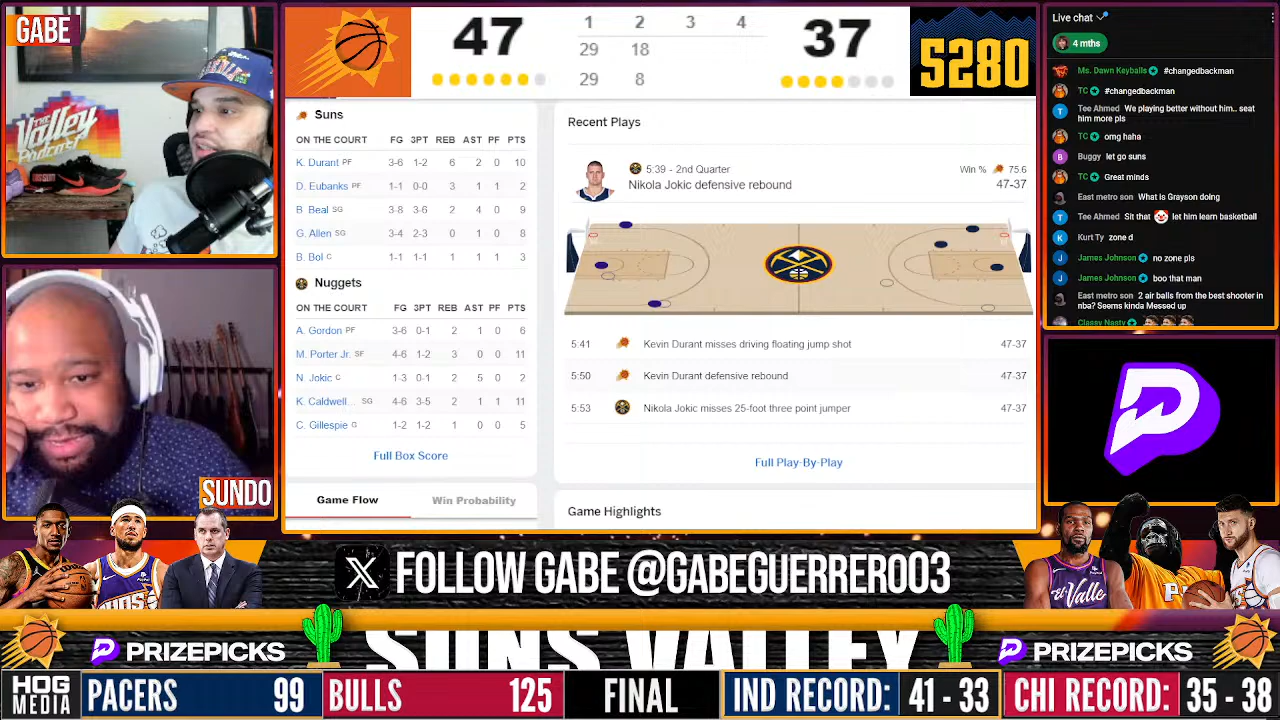 GABE
THE
Valley
PODCAST
SUNDO
47
1 2 3 4
29 18
29 8
37
5280
Suns
ON THE COURT FG 3PT REB AST PF PTS
K. Durant PF 3-6 1-2 6 2 0 10
D. Eubanks PF 1-1 0-0 3 1 1 2
B. Beal SG 3-8 3-6 2 4 0 9
G. Allen SG 3-4 2-3 0 1 0 8
B. Bol C 1-1 1-1 1 1 1 3
Nuggets
ON THE COURT FG 3PT REB AST PF PTS
A. Gordon PF 3-6 0-1 2 1 0 6
M. Porter Jr. SF 4-6 1-2 3 0 0 11
N. Jokic C 1-3 0-1 2 5 0 2
K. Caldwell... SG 4-6 3-5 2 1 1 11
C. Gillespie G 1-2 1-2 1 0 0 5
Full Box Score
Game Flow Win Probability
Recent Plays
5:39 - 2nd Quarter
Win % 75.6
Nikola Jokic defensive rebound
47-37
5:41 Kevin Durant misses driving floating jump shot 47-37
5:50 Kevin Durant defensive rebound 47-37
5:53 Nikola Jokic misses 25-foot three point jumper 47-37
Full Play-By-Play
Game Highlights
Live chat
4 mths
Ms. Dawn Keyballs #changedbackman
TC #changedbackman
Tee Ahmed We playing better without him.. seat
him more pls
TC omg haha
Buggy let go suns
TC Great minds
East metro son What is Grayson doing
Tee Ahmed Sit that 🤡 let him learn basketball
Kurt Ty zone d
James Johnson no zone pls
James Johnson boo that man
East metro son 2 air balls from the best shooter in
nba? Seems kinda Messed up
Classy Nasty
X FOLLOW GABE @GABEGUERRERO03
PRIZEPICKS
SUNS VALLEY
PRIZEPICKS
HOG
MEDIA
PACERS 99 BULLS 125 FINAL IND RECORD: 41 - 33 CHI RECORD: 35 - 38